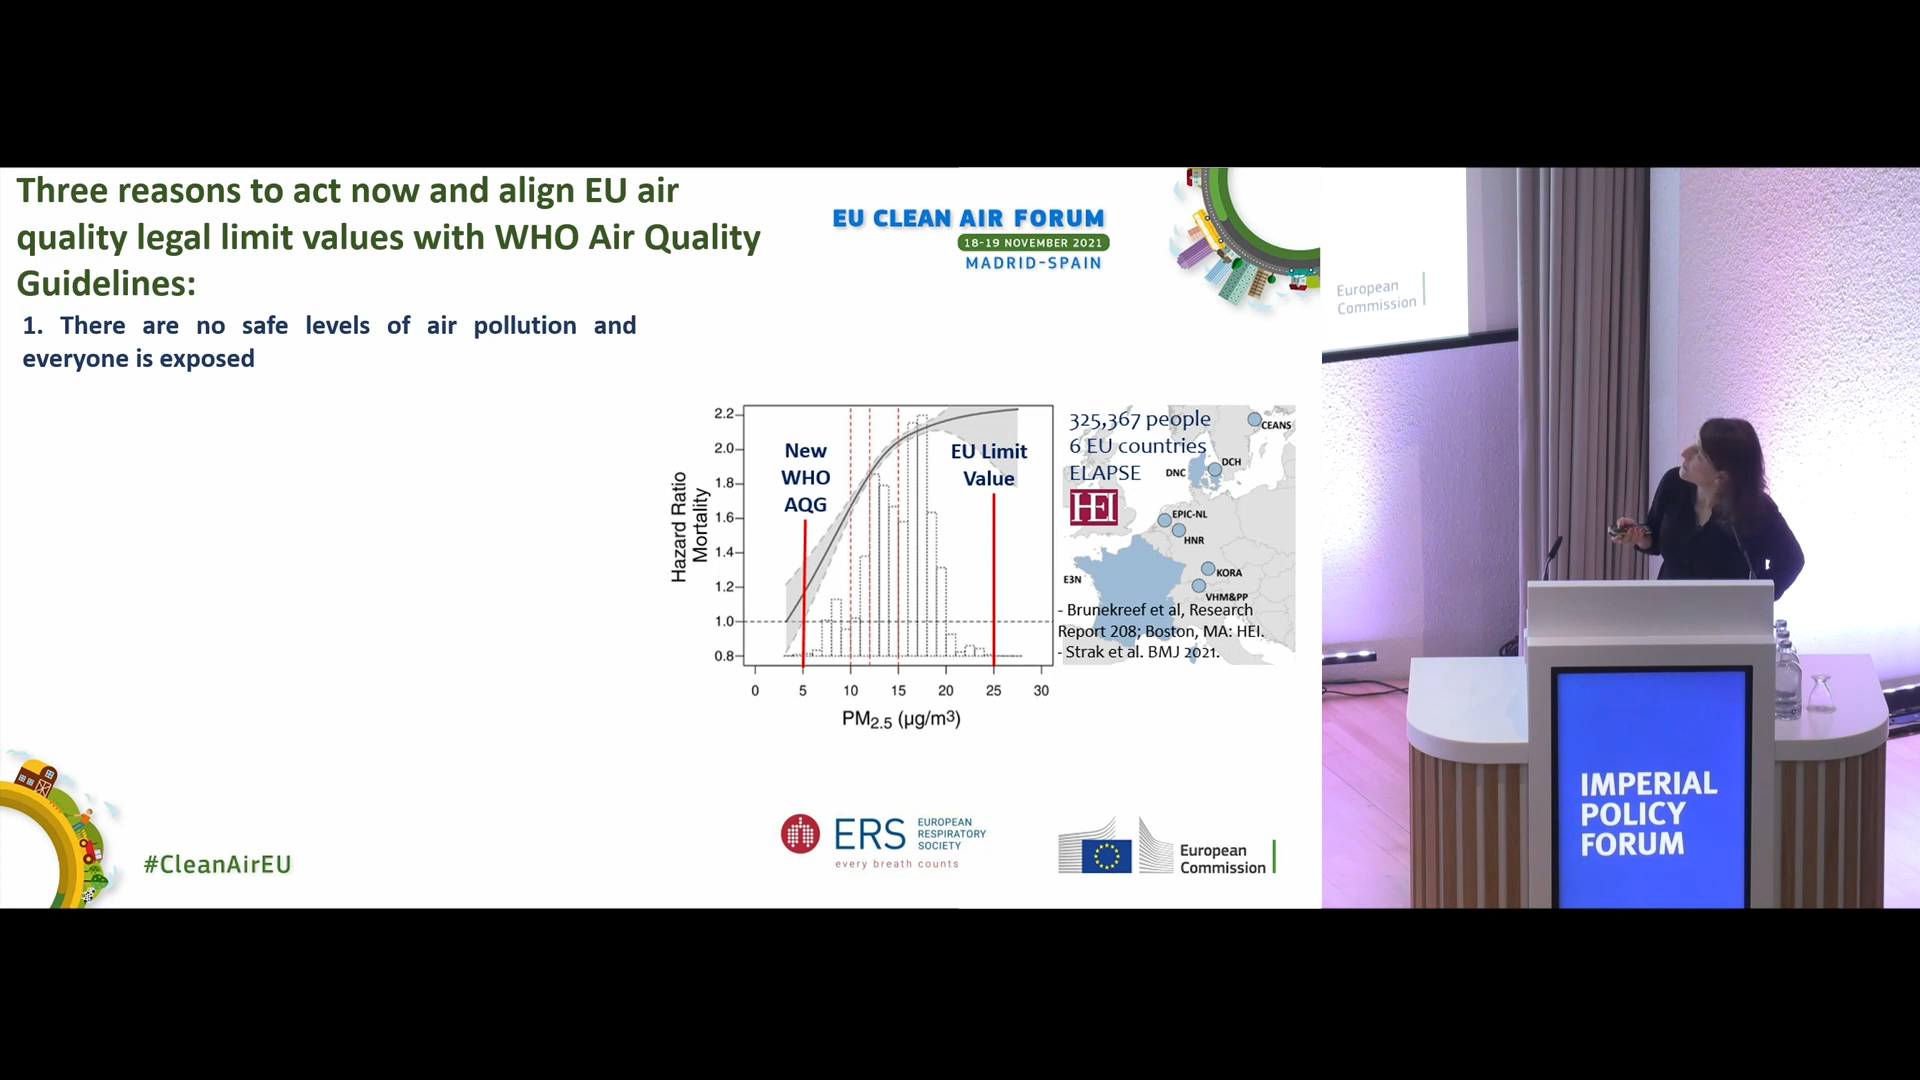 Three reasons to act now and align EU air
quality legal limit values with WHO Air Quality
Guidelines:
1. There are no safe levels of air pollution and
everyone is exposed
EU CLEAN AIR FORUM
18-19 NOVEMBER 2021
MADRID-SPAIN
Hazard Ratio
Mortality
2.2
2.0
1.8
1.6
1.4
1.2
1.0
0.8
New
WHO
AQG
EU Limit
Value
0 5 10 15 20 25 30
PM2.5 (µg/m³)
325,367 people
6 EU countries
ELAPSE
HEI
CEANS
DCH
DNC
EPIC-NL
HNR
KORA
E3N
VHM&PP
- Brunekreef et al, Research
Report 208; Boston, MA: HEI.
- Strak et al. BMJ 2021.
#CleanAirEU
ERS
EUROPEAN
RESPIRATORY
SOCIETY
every breath counts
European
Commission
European
Commission
IMPERIAL
POLICY
FORUM